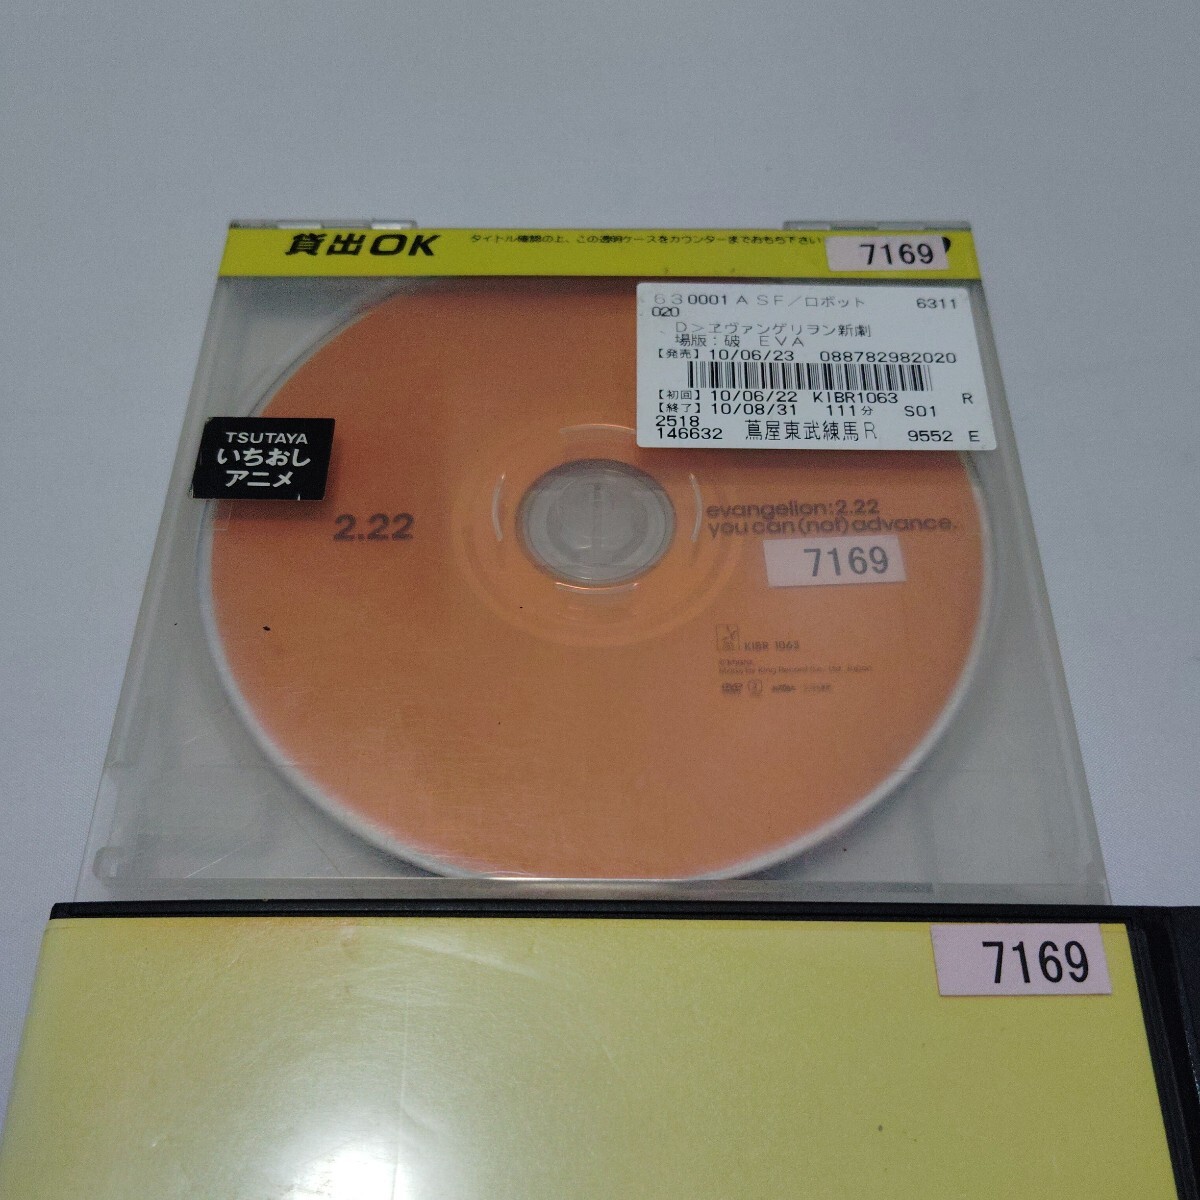 貸出OK
タイトル確認の上、この透明ケースをカウンターまでおもち下さい
7169
630001A SF／ロボット 6311
020
D＞ヱヴァンゲリヲン新劇
場版：破 EVA
【発売】10/06/23 088782982020
【初回】10/06/22 KIBR1063 R
【終了】10/08/31 111分 S01
2518
146632 蔦屋東武練馬R 9552 E
TSUTAYA
いちおし
アニメ
2.22
evangelion:2.22
you can (not) advance.
7169
KIBR 1063
7169